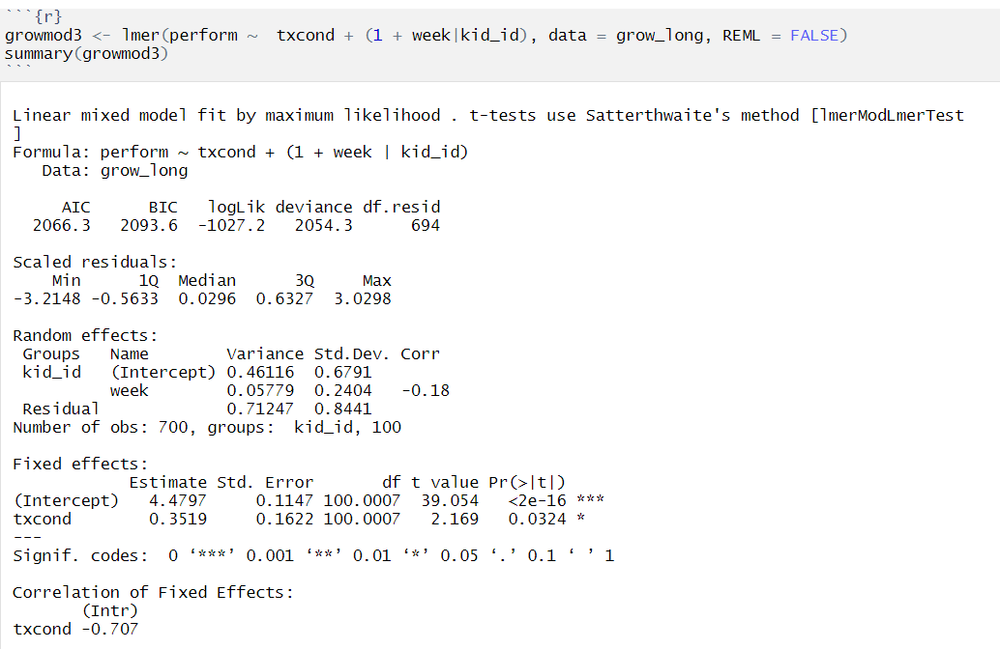 ```{r}
growmod3 <- lmer(perform ~  txcond + (1 + week|kid_id), data = grow_long, REML = FALSE)
summary(growmod3)
```
Linear mixed model fit by maximum likelihood . t-tests use Satterthwaite's method [lmerModLmerTest
]
Formula: perform ~ txcond + (1 + week | kid_id)
   Data: grow_long
     AIC      BIC   logLik deviance df.resid
  2066.3   2093.6  -1027.2   2054.3      694
Scaled residuals:
    Min      1Q  Median      3Q     Max
-3.2148 -0.5633  0.0296  0.6327  3.0298
Random effects:
 Groups   Name        Variance Std.Dev. Corr
 kid_id   (Intercept) 0.46116  0.6791
          week        0.05779  0.2404   -0.18
 Residual             0.71247  0.8441
Number of obs: 700, groups:  kid_id, 100
Fixed effects:
            Estimate Std. Error       df t value Pr(>|t|)
(Intercept)   4.4797     0.1147 100.0007  39.054   <2e-16 ***
txcond        0.3519     0.1622 100.0007   2.169   0.0324 *
---
Signif. codes:  0 ‘***’ 0.001 ‘**’ 0.01 ‘*’ 0.05 ‘.’ 0.1 ‘ ’ 1
Correlation of Fixed Effects:
       (Intr)
txcond -0.707